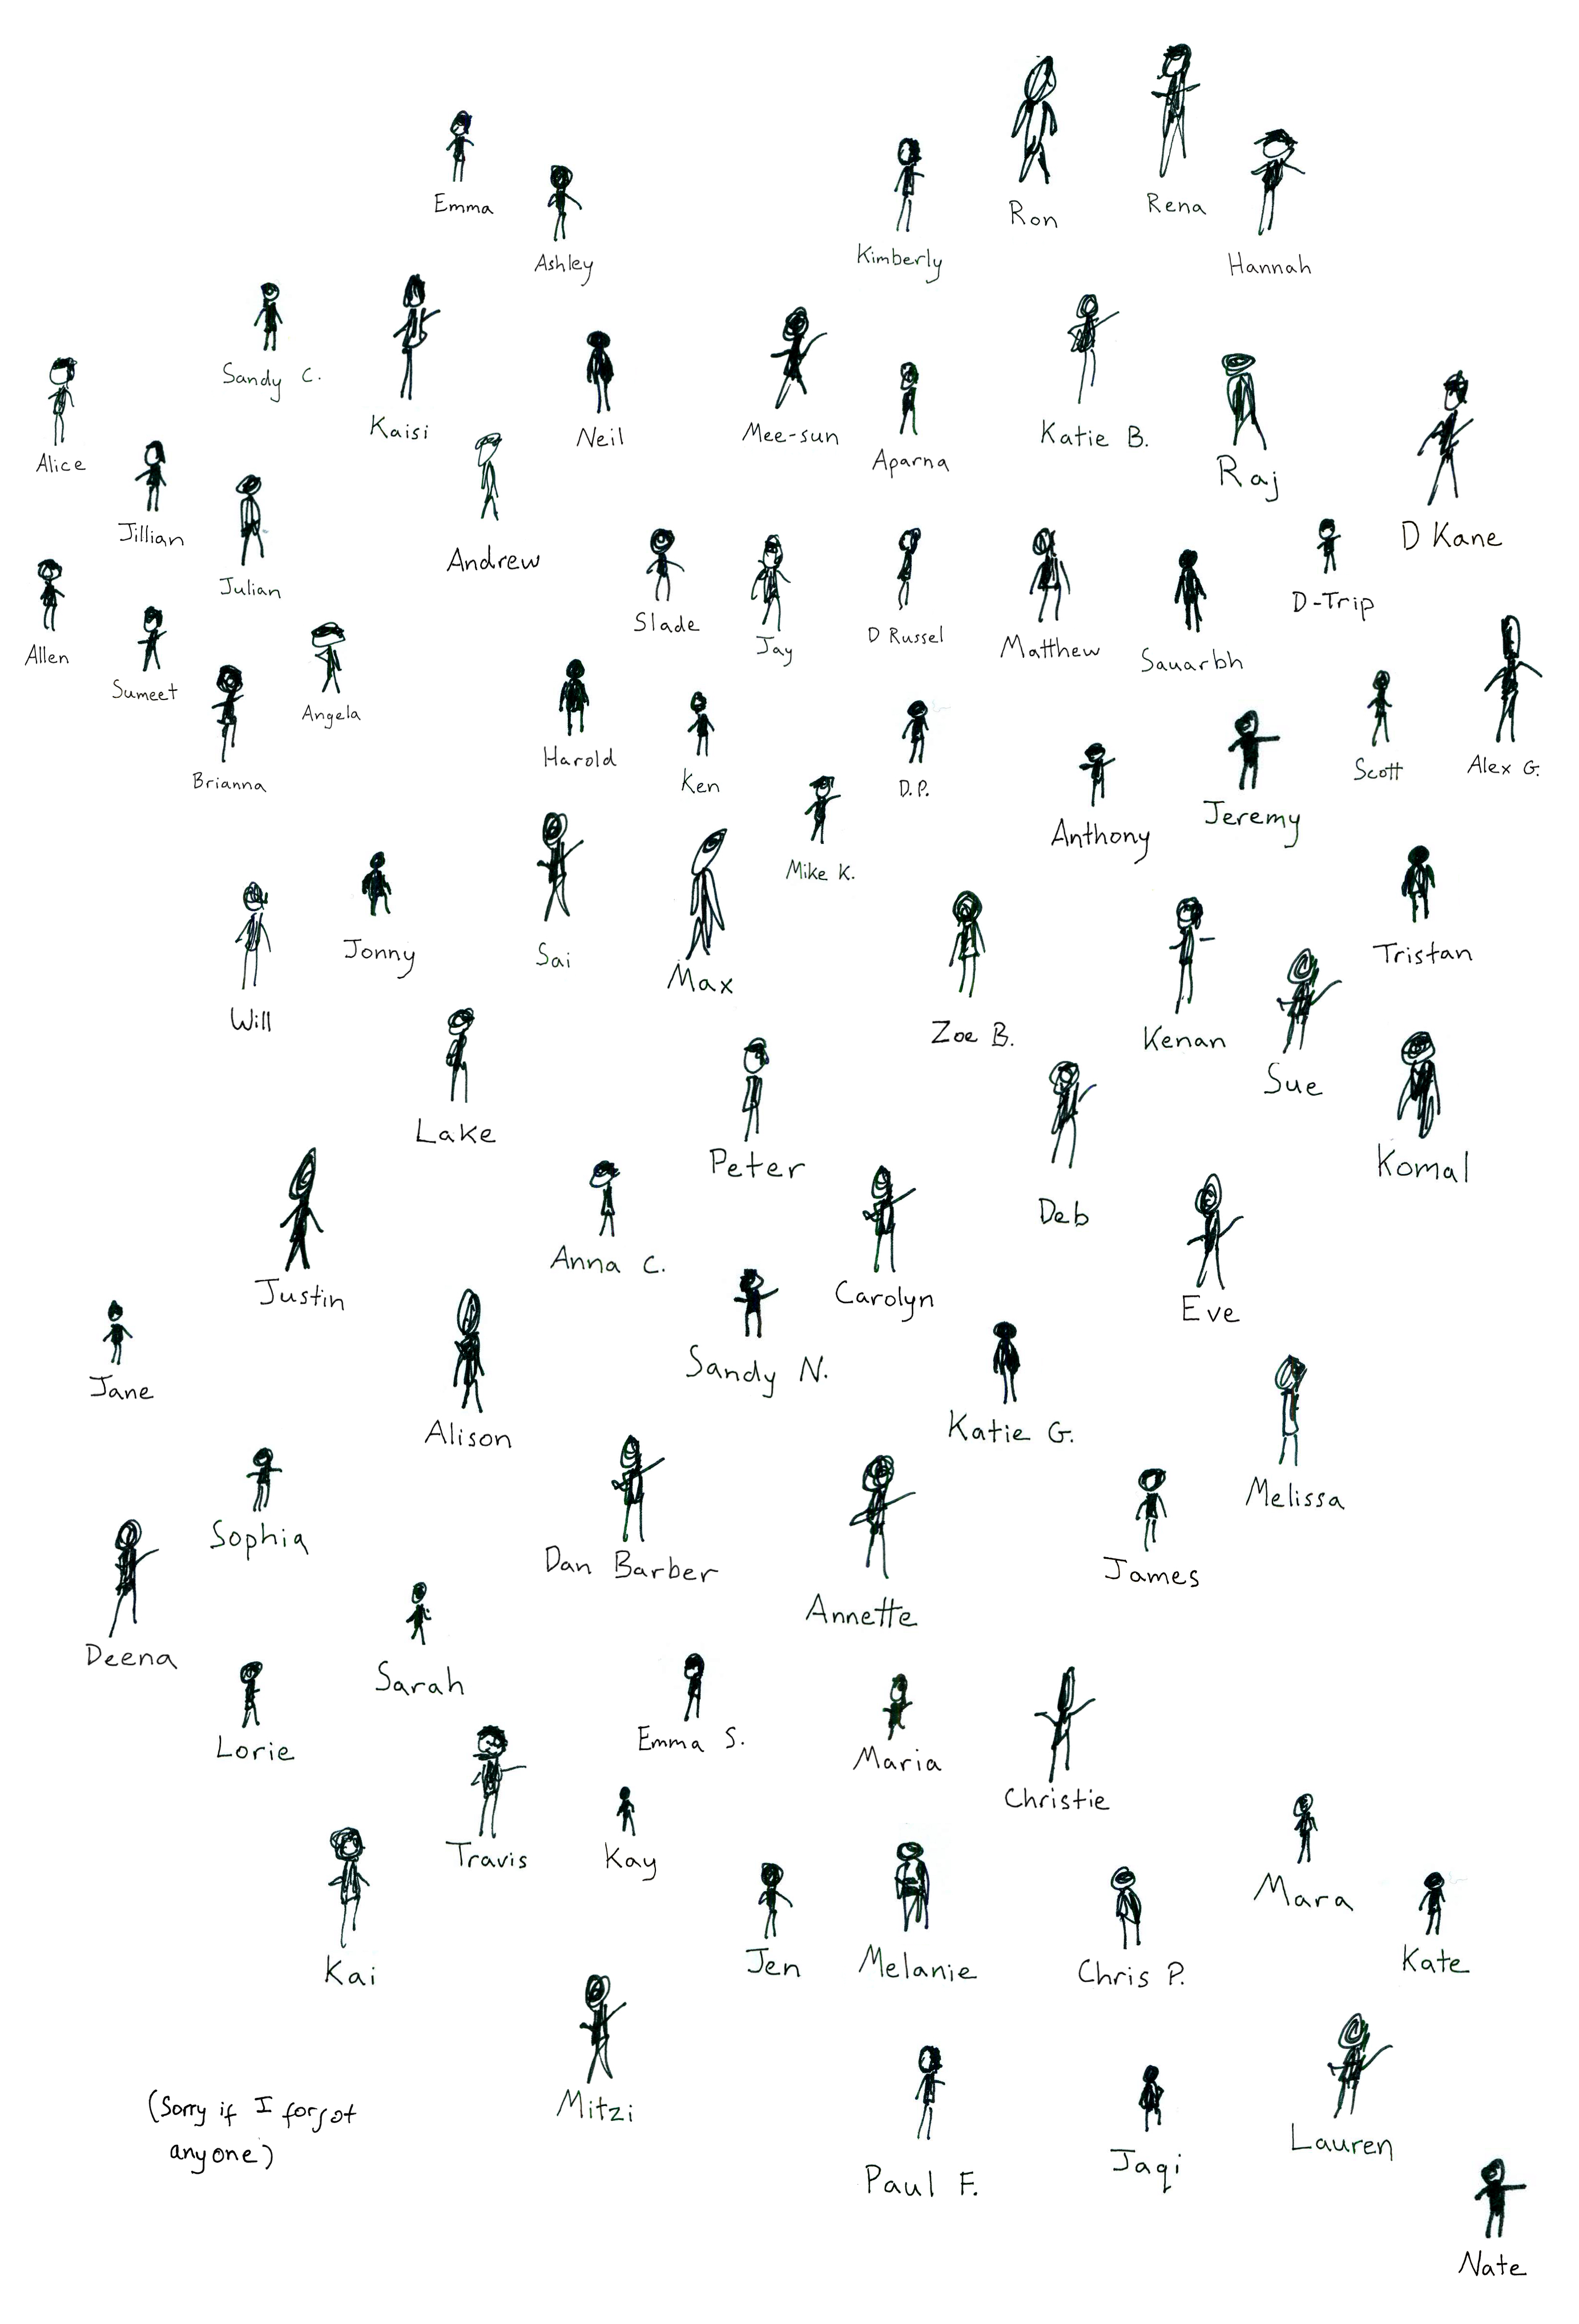 Emma
Ashley
Kimberly
Ron
Rena
Hannah
Sandy C.
Kaisi
Neil
Mee-sun
Aparna
Katie B.
Raj
D Kane
Alice
Jillian
Julian
Andrew
Slade
Jay
D Russel
Matthew
Sauarbh
D-Trip
Allen
Sumeet
Brianna
Angela
Harold
Ken
D.P.
Mike K.
Anthony
Jeremy
Scott
Alex G.
Will
Jonny
Sai
Max
Zoe B.
Kenan
Sue
Tristan
Lake
Peter
Deb
Komal
Justin
Anna C.
Carolyn
Eve
Jane
Alison
Sandy N.
Katie G.
Melissa
Sophia
Dan Barber
Annette
James
Deena
Sarah
Lorie
Emma S.
Maria
Christie
Travis
Kay
Mara
Kai
Jen
Melanie
Chris P.
Kate
Mitzi
(Sorry if I forgot
anyone)
Paul F.
Jaqi
Lauren
Nate